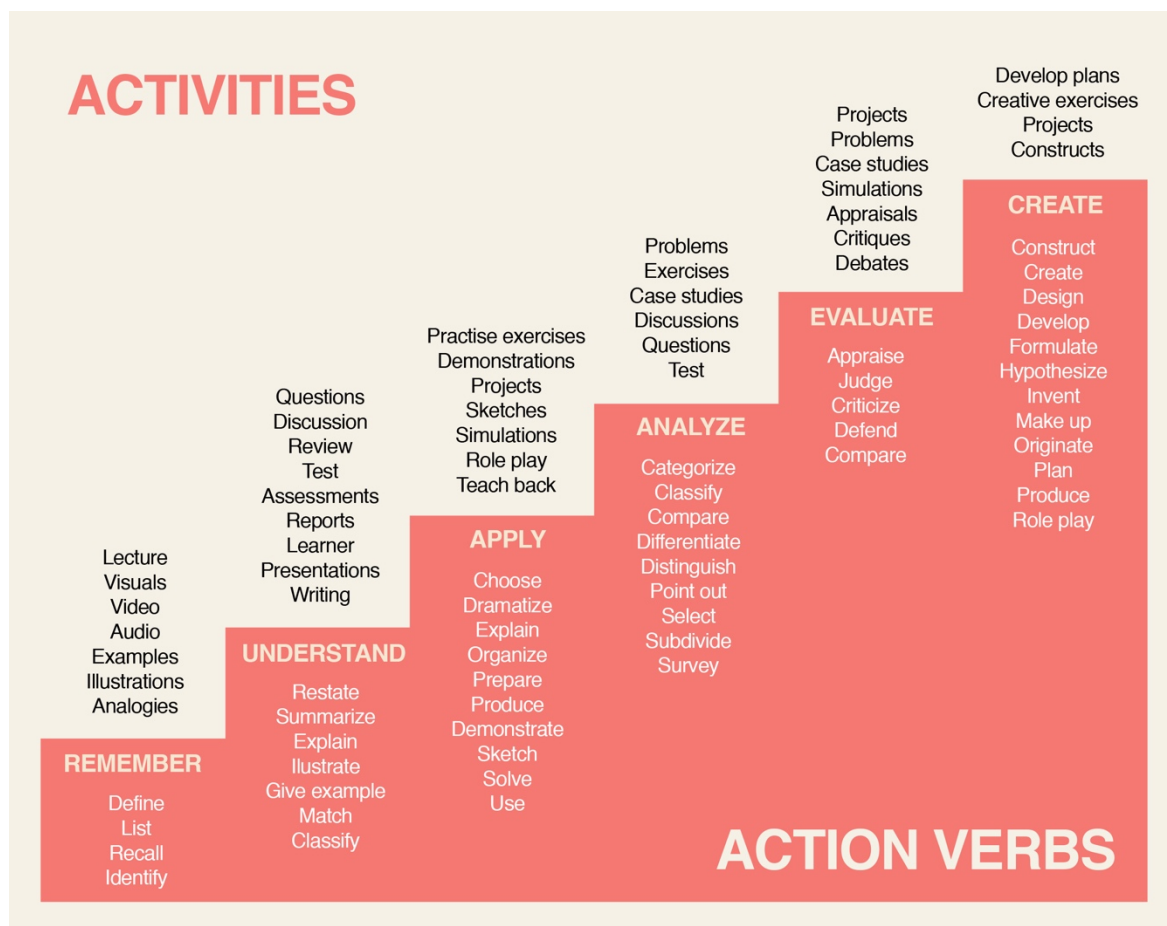 ACTIVITIES
Lecture
Visuals
Video
Audio
Examples
Illustrations
Analogies
REMEMBER
Define
List
Recall
Identify
Questions
Discussion
Review
Test
Assessments
Reports
Learner
Presentations
Writing
UNDERSTAND
Restate
Summarize
Explain
Ilustrate
Give example
Match
Classify
Practise exercises
Demonstrations
Projects
Sketches
Simulations
Role play
Teach back
APPLY
Choose
Dramatize
Explain
Organize
Prepare
Produce
Demonstrate
Sketch
Solve
Use
Problems
Exercises
Case studies
Discussions
Questions
Test
ANALYZE
Categorize
Classify
Compare
Differentiate
Distinguish
Point out
Select
Subdivide
Survey
Projects
Problems
Case studies
Simulations
Appraisals
Critiques
Debates
EVALUATE
Appraise
Judge
Criticize
Defend
Compare
Develop plans
Creative exercises
Projects
Constructs
CREATE
Construct
Create
Design
Develop
Formulate
Hypothesize
Invent
Make up
Originate
Plan
Produce
Role play
ACTION VERBS